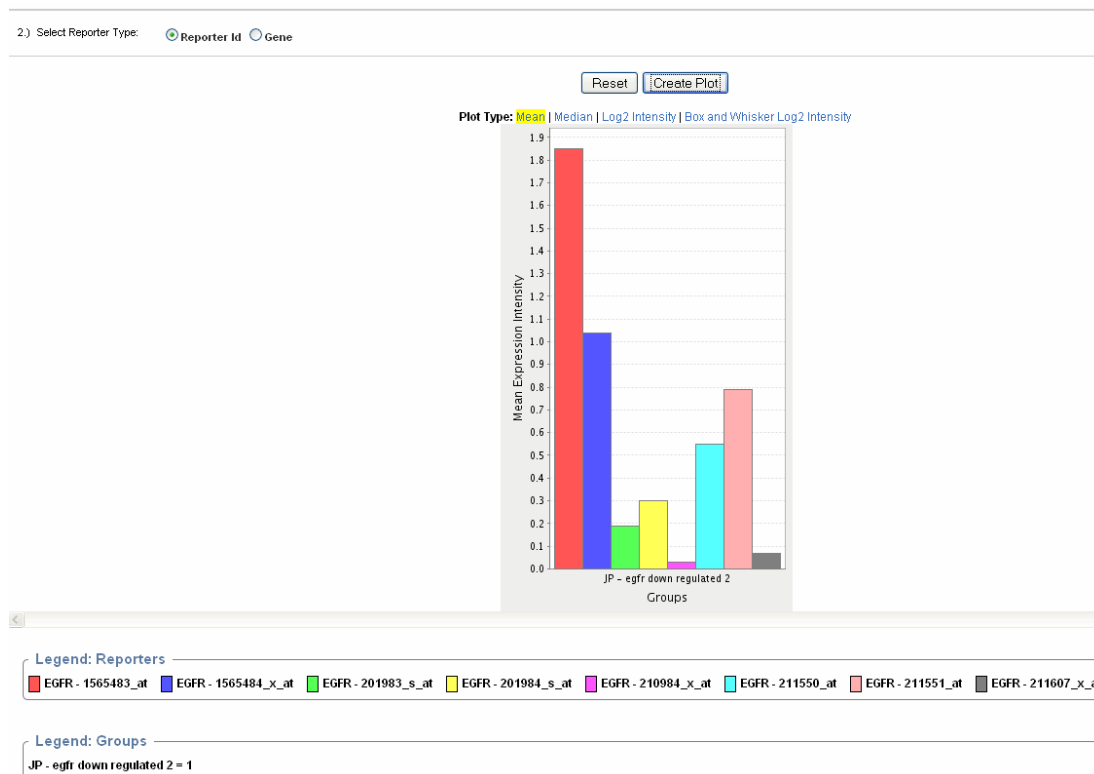 2.) Select Reporter Type: Reporter Id Gene
Reset Create Plot
Plot Type: Mean | Median | Log2 Intensity | Box and Whisker Log2 Intensity
1.9
1.8
1.7
1.6
1.5
1.4
1.3
1.2
1.1
1.0
0.9
0.8
0.7
0.6
0.5
0.4
0.3
0.2
0.1
0.0
Mean Expression Intensity
JP - egfr down regulated 2
Groups
Legend: Reporters
EGFR - 1565483_at EGFR - 1565484_x_at EGFR - 201983_s_at EGFR - 201984_s_at EGFR - 210984_x_at EGFR - 211550_at EGFR - 211551_at EGFR - 211607_x_a
Legend: Groups
JP - egfr down regulated 2 = 1